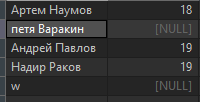 Артем Наумов 18
петя Варакин [NULL]
Андрей Павлов 19
Надир Раков 19
w [NULL]